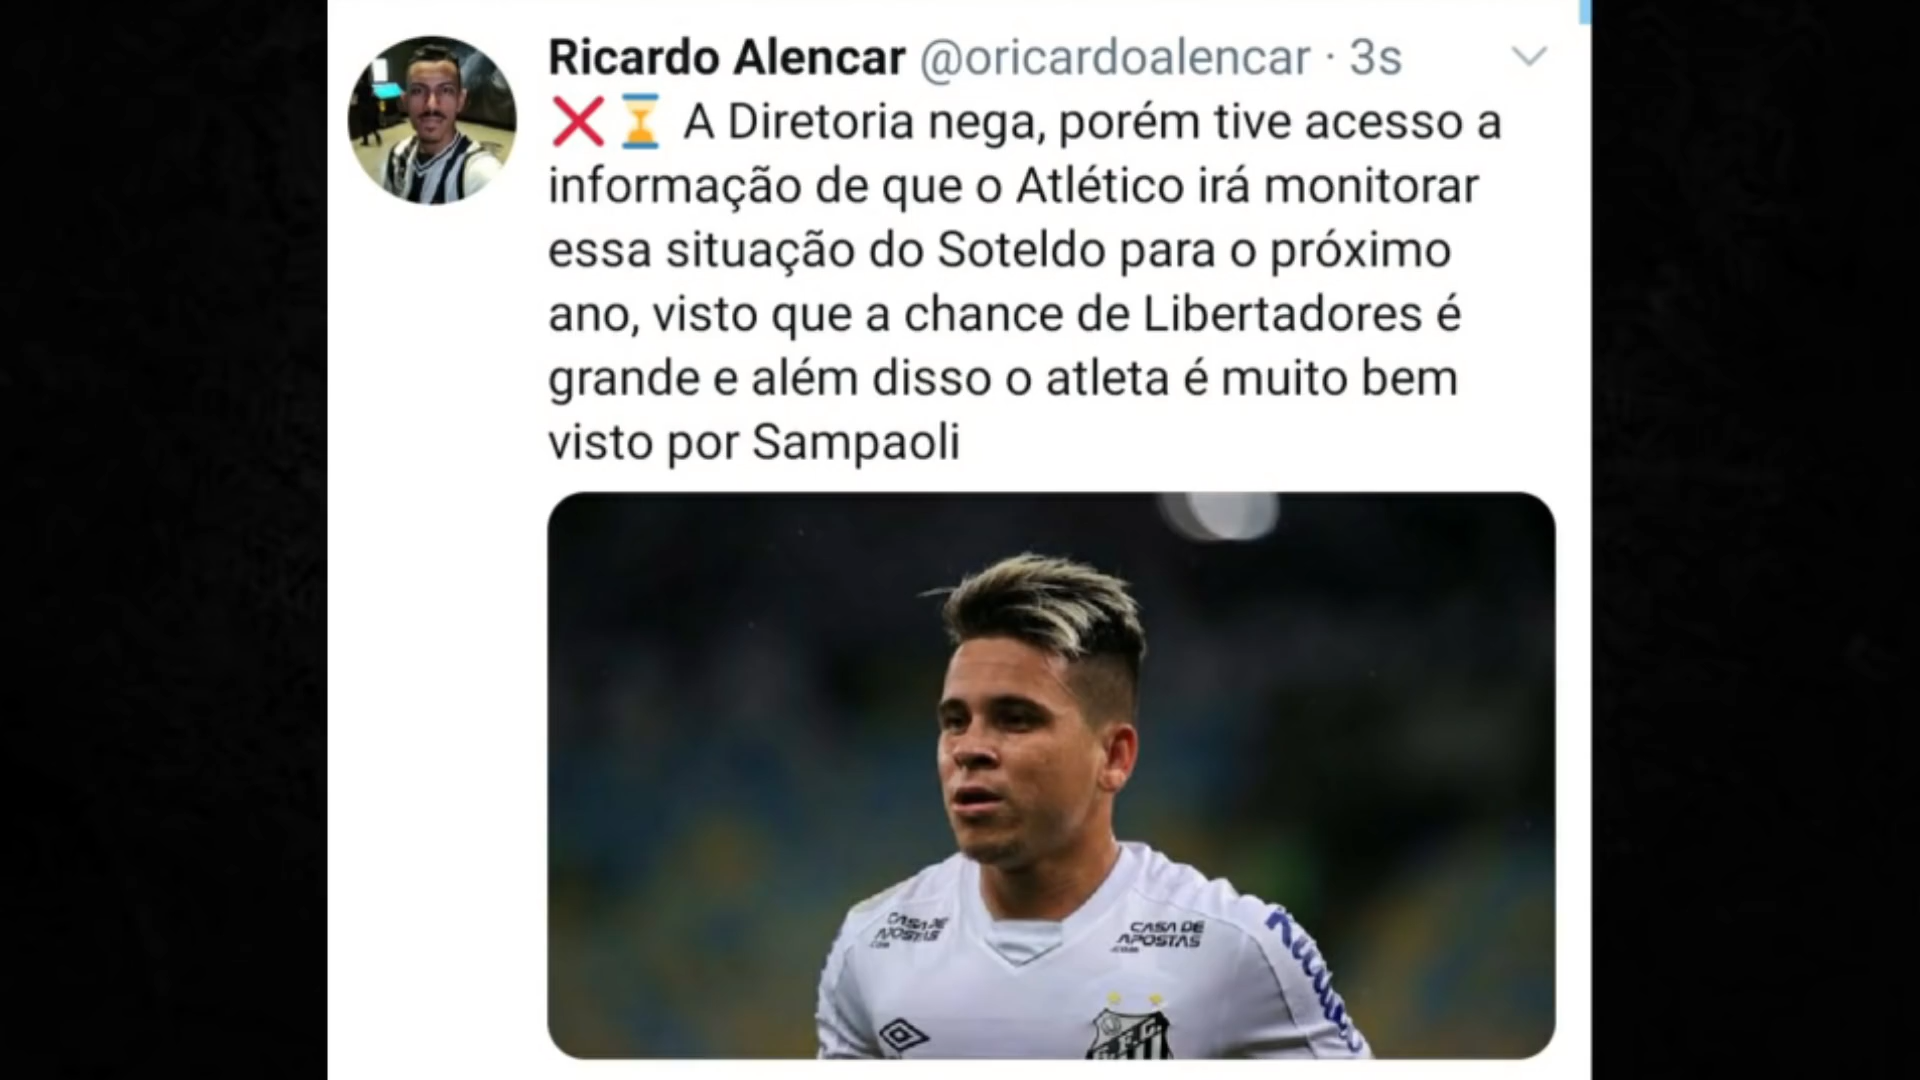 Ricardo Alencar @oricardoalencar · 3s
❌⏳ A Diretoria nega, porém tive acesso a
informação de que o Atlético irá monitorar
essa situação do Soteldo para o próximo
ano, visto que a chance de Libertadores é
grande e além disso o atleta é muito bem
visto por Sampaoli
CASA DE
APOSTAS
.com
CASA DE
APOSTAS
.com